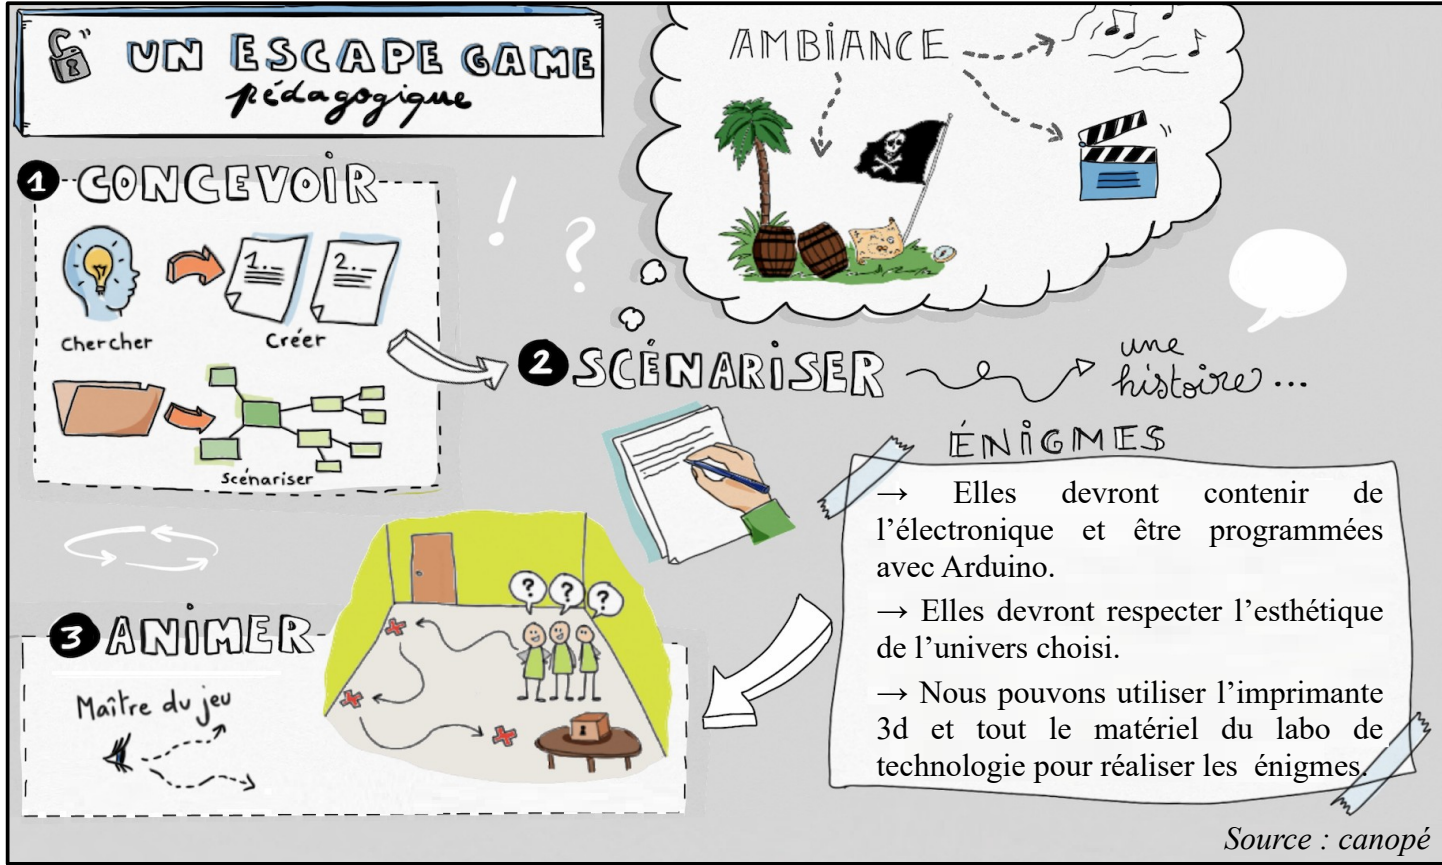 UN ESCAPE GAME
pédagogique
AMBIANCE
1 CONCEVOIR
1._
2._
Chercher
Créer
Scénariser
2 SCÉNARISER
une
histoire ...
ÉNIGMES
→ Elles devront contenir de
l’électronique et être programmées
avec Arduino.
→ Elles devront respecter l’esthétique
de l’univers choisi.
→ Nous pouvons utiliser l’imprimante
3d et tout le matériel du labo de
technologie pour réaliser les énigmes.
3 ANIMER
Maître du jeu
? ? ?
Source : canopé